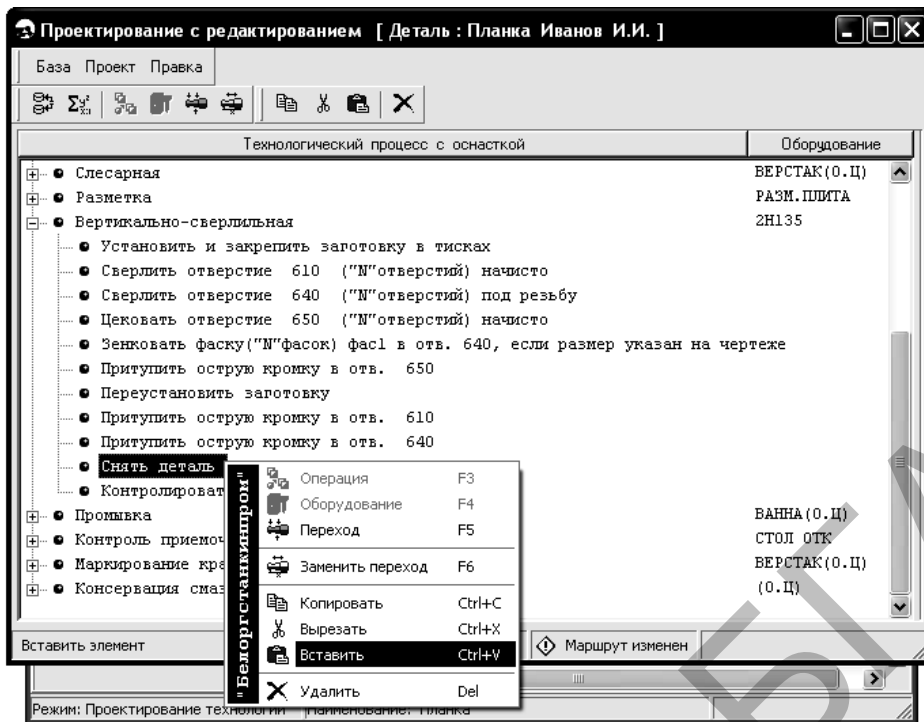 Проектирование с редактированием [ Деталь : Планка Иванов И.И. ]
База Проект Правка
Технологический процесс с оснасткой Оборудование
Слесарная ВЕРСТАК(О.Ц)
Разметка РАЗМ.ПЛИТА
Вертикально-сверлильная 2Н135
Установить и закрепить заготовку в тисках
Сверлить отверстие 610 ("N"отверстий) начисто
Сверлить отверстие 640 ("N"отверстий) под резьбу
Цековать отверстие 650 ("N"отверстий) начисто
Зенковать фаску("N"фасок) фас1 в отв. 640, если размер указан на чертеже
Притупить острую кромку в отв. 650
Переустановить заготовку
Притупить острую кромку в отв. 610
Притупить острую кромку в отв. 640
Снять деталь
Контролироват
Промывка ВАННА(О.Ц)
Контроль приемоч СТОЛ ОТК
Маркирование кра ВЕРСТАК(О.Ц)
Консервация смаз (О.Ц)
"Белоргстанкинпром"
Операция F3
Оборудование F4
Переход F5
Заменить переход F6
Копировать Ctrl+C
Вырезать Ctrl+X
Вставить Ctrl+V
Удалить Del
Вставить элемент Маршрут изменен
Режим: Проектирование технологии Наименование: Планка